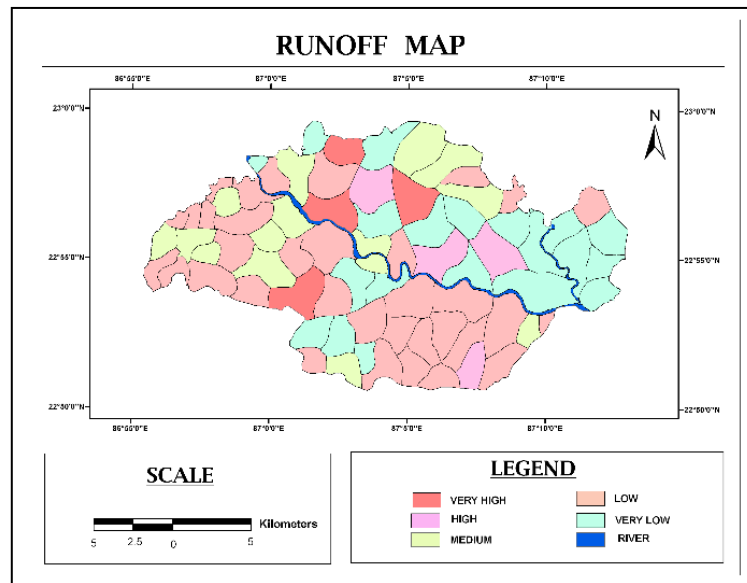 RUNOFF MAP
86°55'0"E 87°0'0"E 87°5'0"E 87°10'0"E
23°0'0"N 23°0'0"N
N
22°55'0"N 22°55'0"N
22°50'0"N 22°50'0"N
86°55'0"E 87°0'0"E 87°5'0"E 87°10'0"E
SCALE
Kilometers
5 2.5 0 5
LEGEND
VERY HIGH LOW
HIGH VERY LOW
MEDIUM RIVER